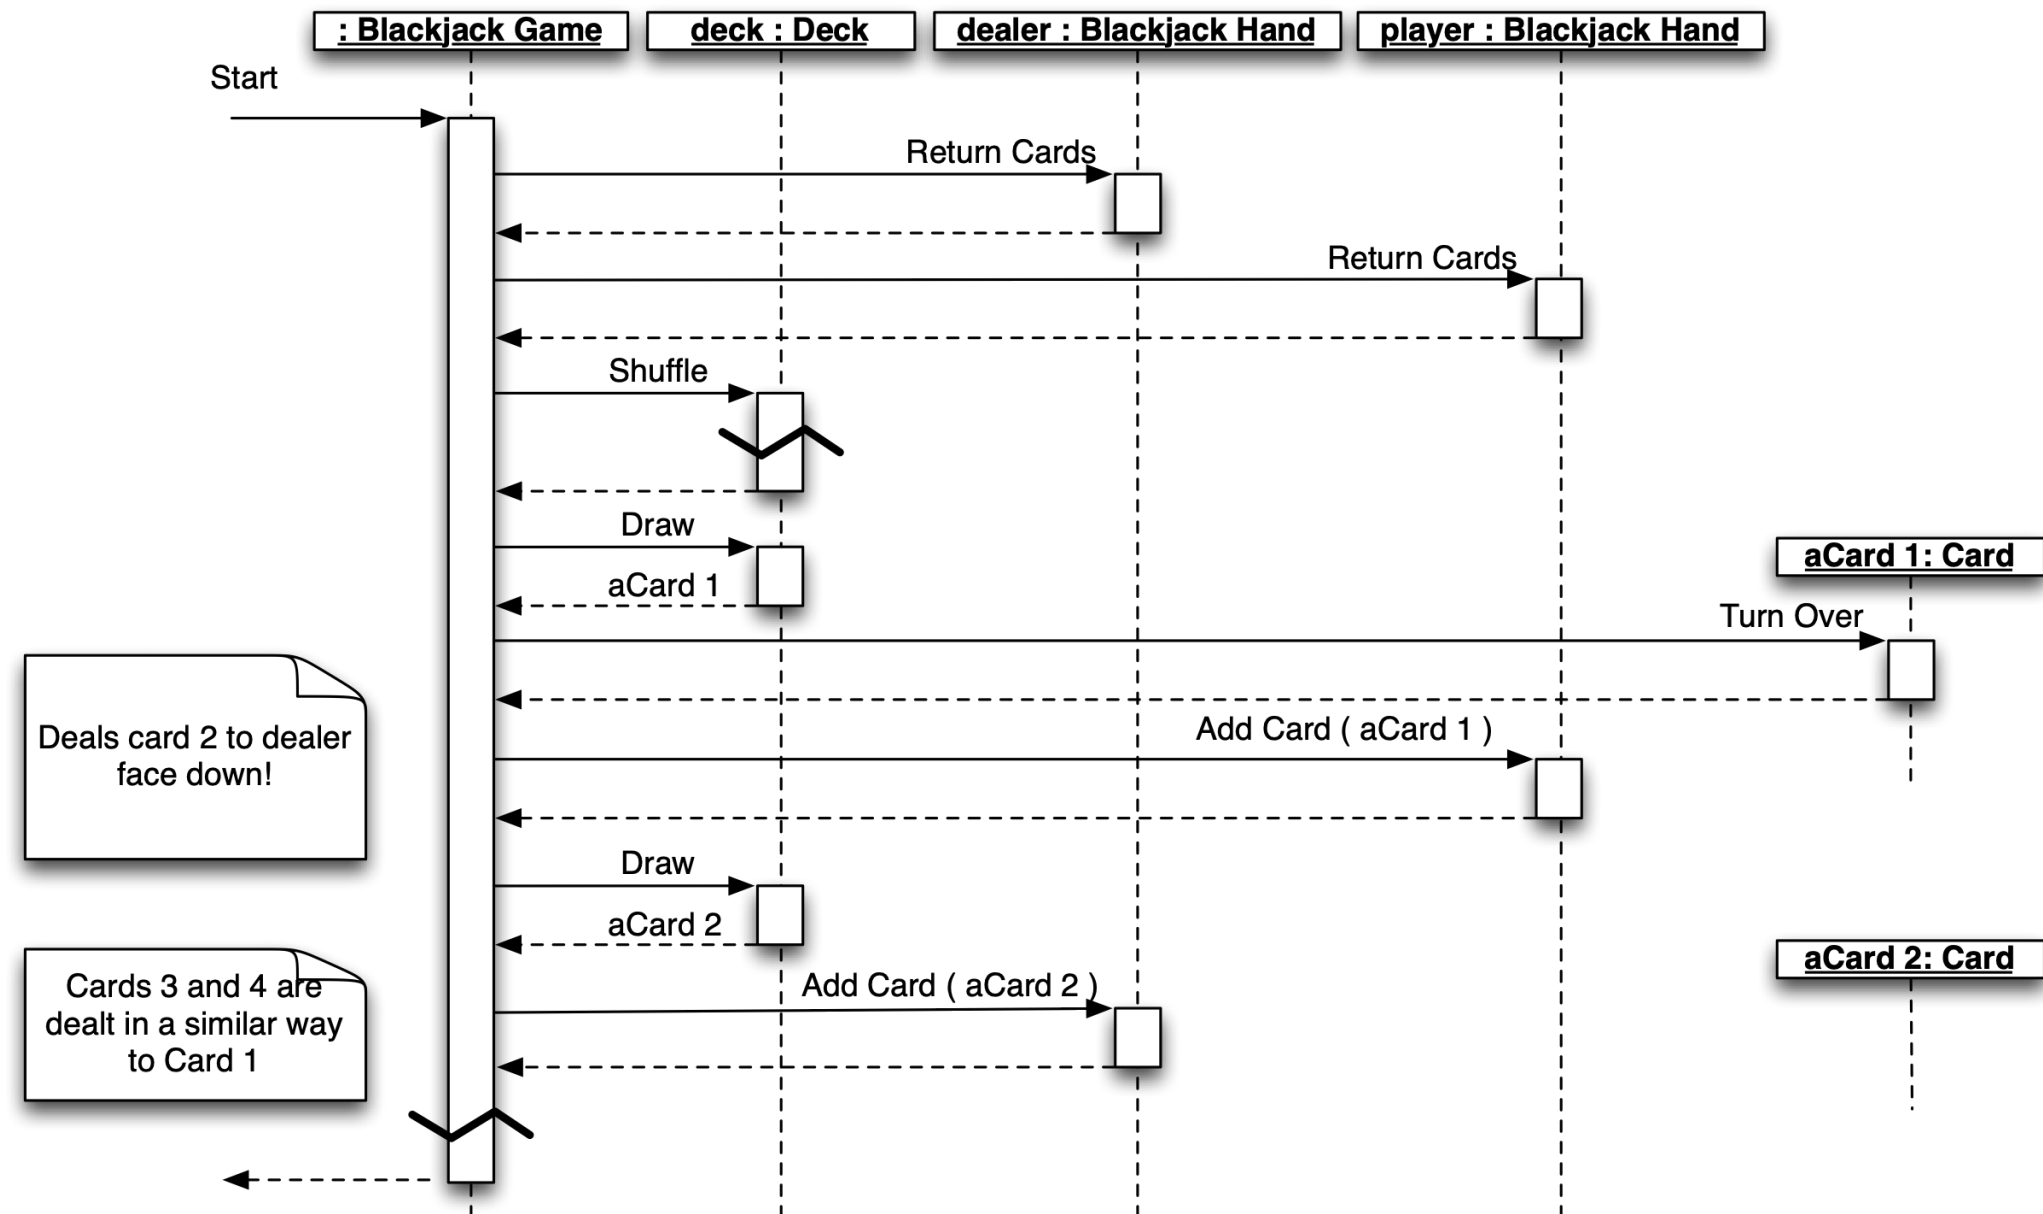 : Blackjack Game
deck : Deck
dealer : Blackjack Hand
player : Blackjack Hand
Start
Return Cards
Return Cards
Shuffle
Draw
aCard 1: Card
aCard 1
Turn Over
Deals card 2 to dealer
face down!
Add Card ( aCard 1 )
Draw
aCard 2
aCard 2: Card
Cards 3 and 4 are
dealt in a similar way
to Card 1
Add Card ( aCard 2 )